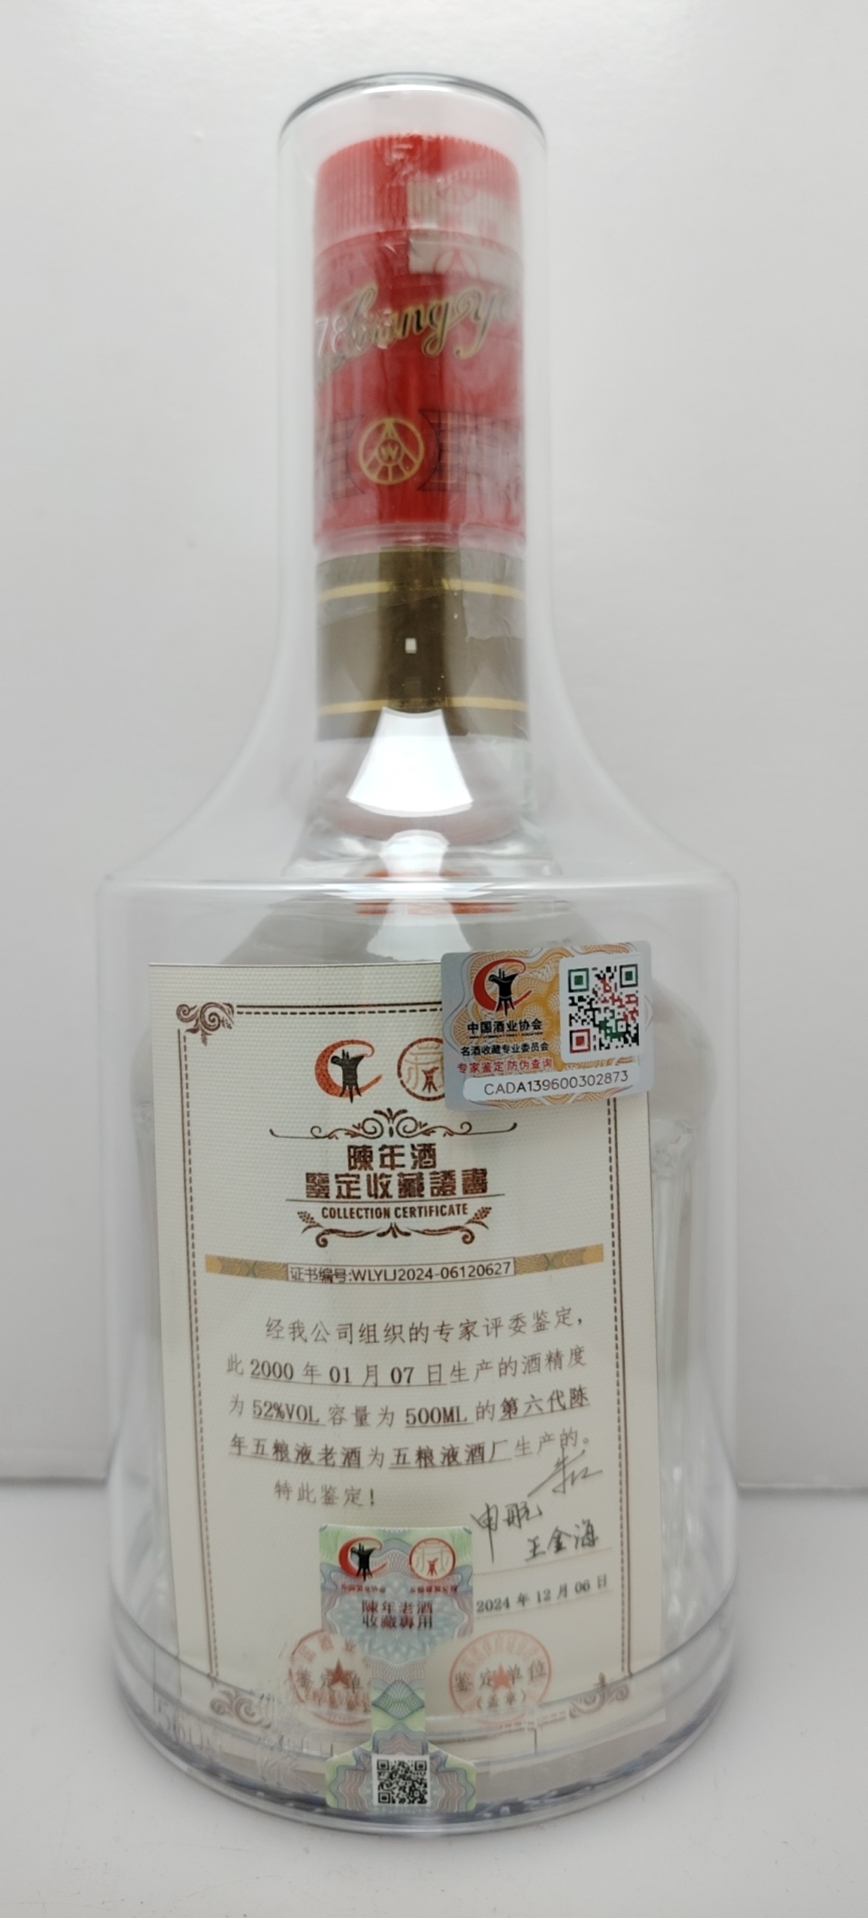 中国酒业协会
名酒收藏专业委员会
专家鉴定 防伪查询
CADA139600302873
陳年酒
鑒定收藏證書
COLLECTION CERTIFICATE
证书编号:WLYLJ2024-06120627
经我公司组织的专家评委鉴定，
此2000年01月07日生产的酒精度
为52%VOL容量为500ML的第六代陈
年五粮液老酒为五粮液酒厂生产的。
特此鉴定！
申航
王金海
2024年12月06日
陳年老酒
收藏專用
鉴定单位
（盖章）